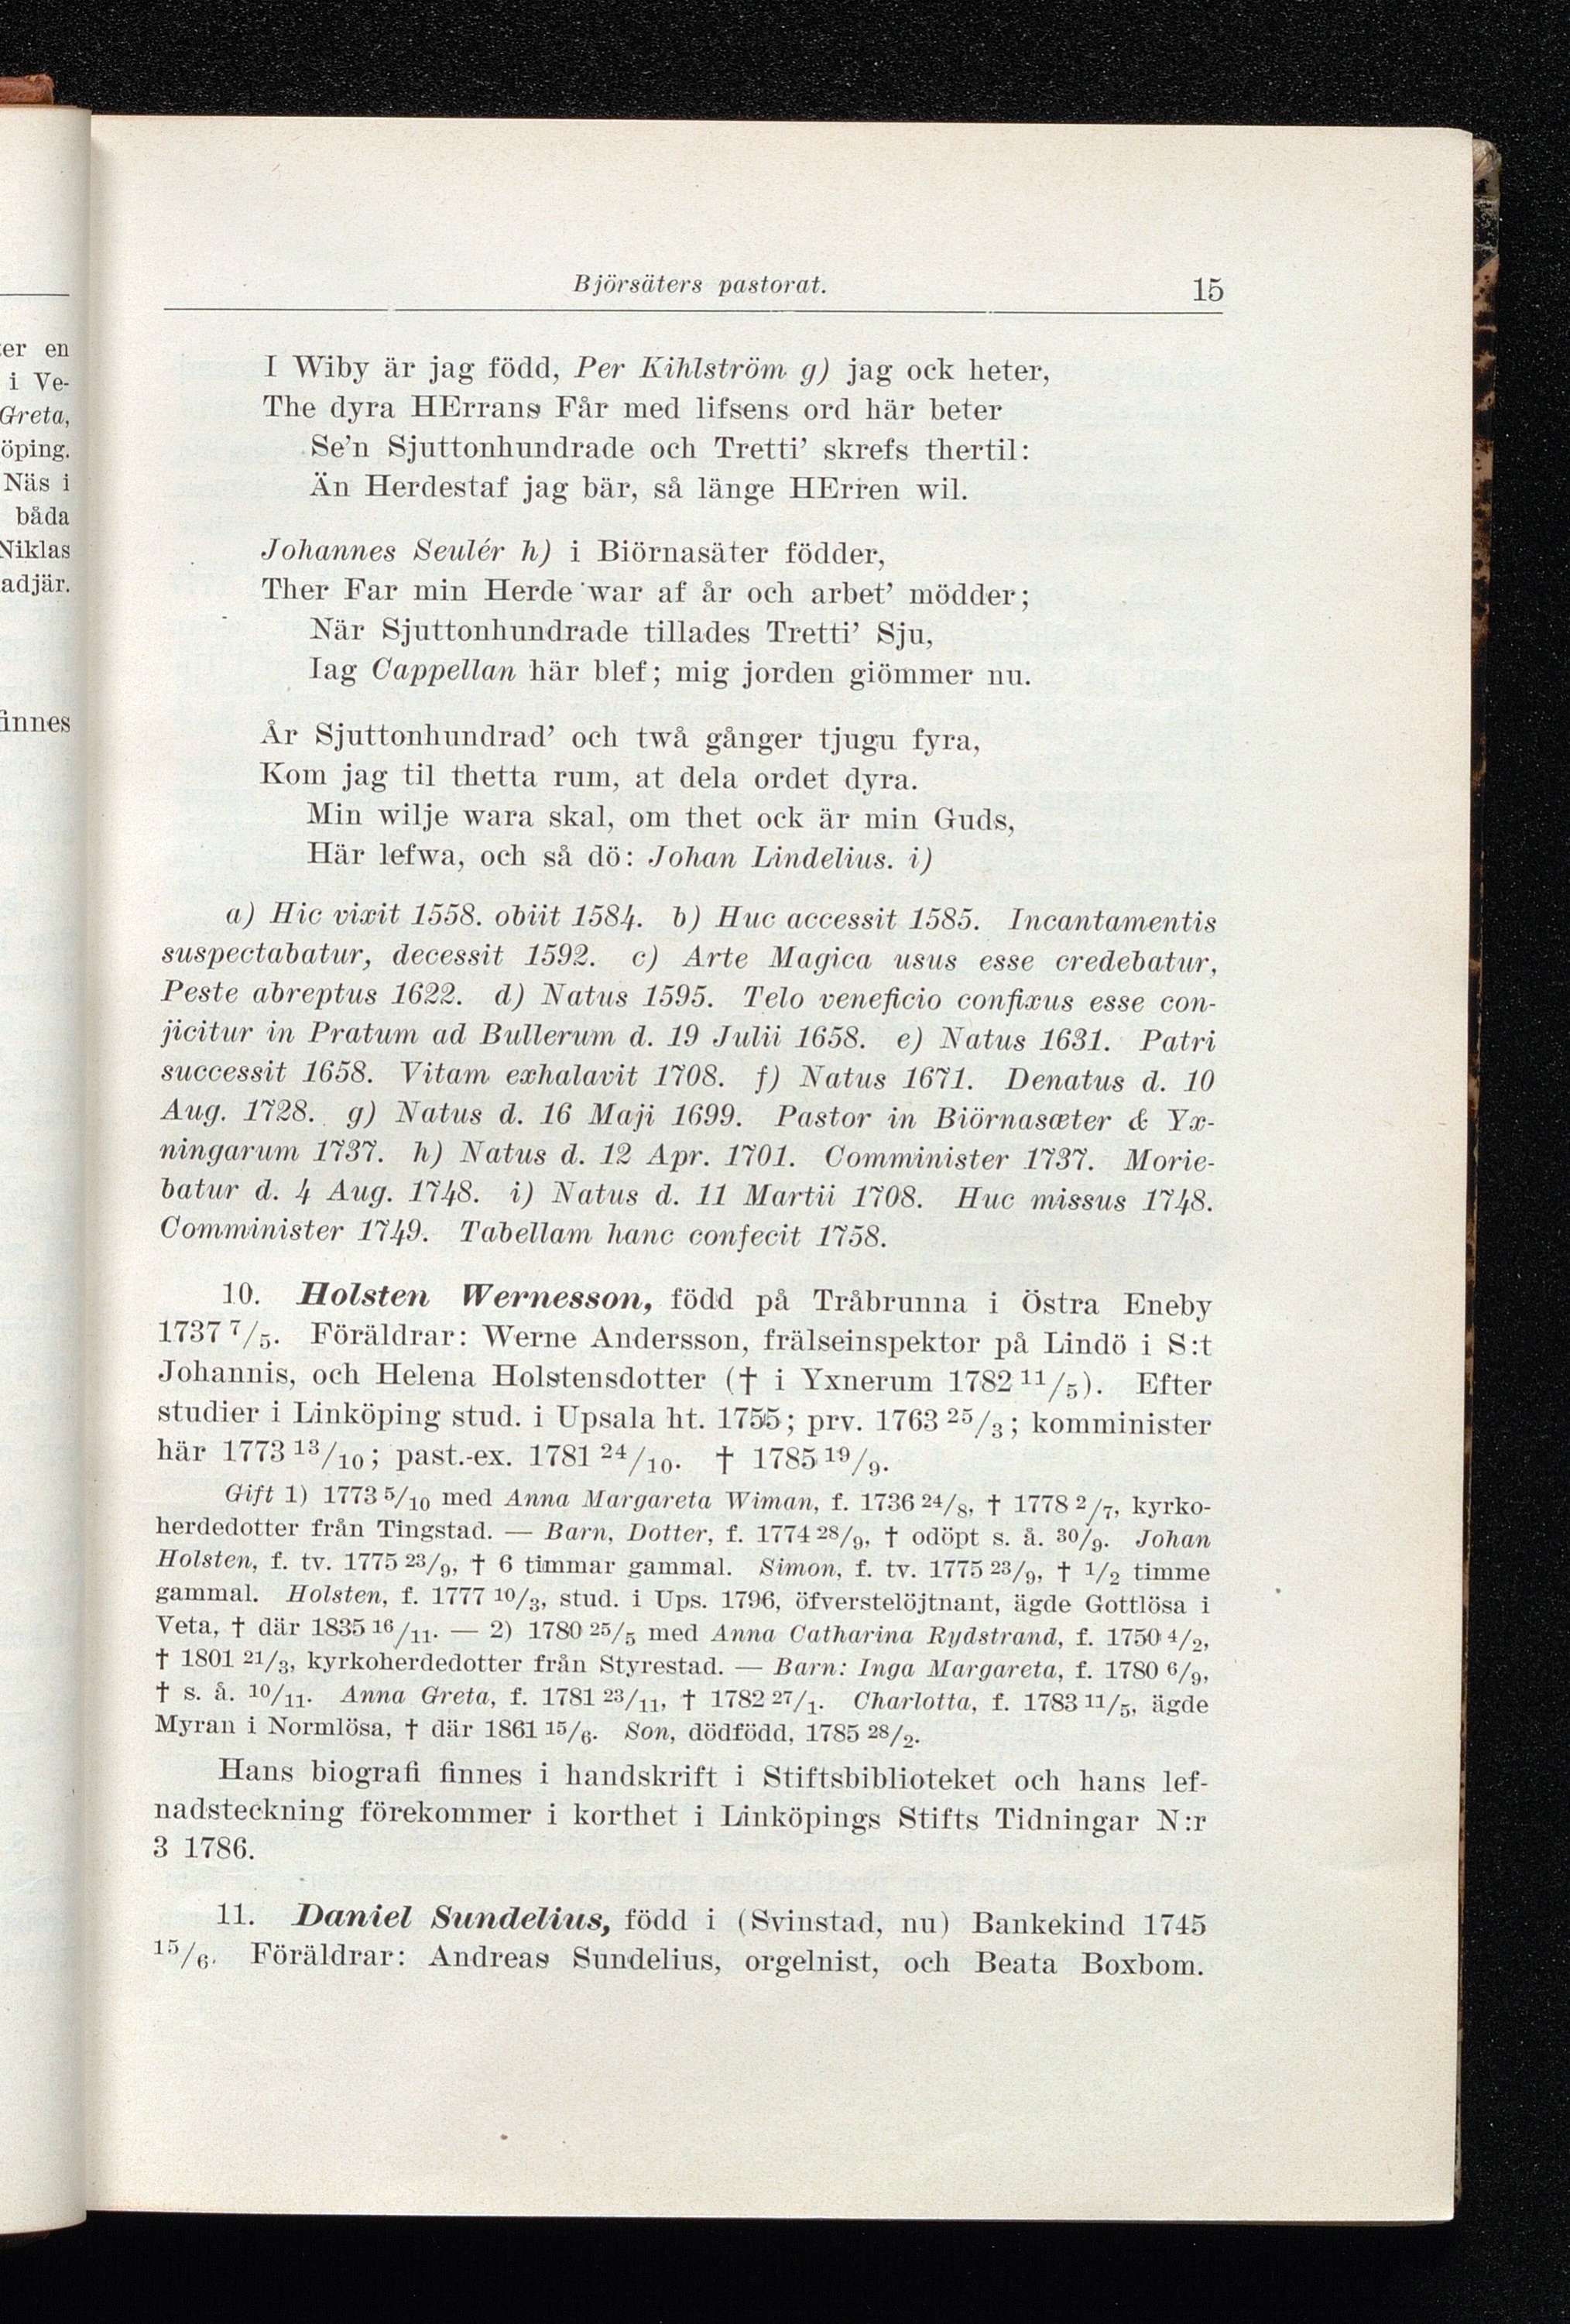 Björsäters pastorat. 15
I Wiby är jag född, Per Kihlström g) jag ock heter,
The dyra HErrans Får med lifsens ord här beter
Se'n Sjuttonhundrade och Tretti' skrefs thertil:
Än Herdestaf jag bär, så länge HErren wil.
Johannes Seulér h) i Biörnasäter födder,
Ther Far min Herde war af år och arbet' mödder;
När Sjuttonhundrade tillades Tretti' Sju,
Iag Cappellan här blef; mig jorden giömmer nu.
År Sjuttonhundrad' och twå gånger tjugu fyra,
Kom jag til thetta rum, at dela ordet dyra.
Min wilje wara skal, om thet ock är min Guds,
Här lefwa, och så dö: Johan Lindelius. i)
a) Hic vixit 1558. obiit 1584. b) Huc accessit 1585. Incantamentis
suspectabatur, decessit 1592. c) Arte Magica usus esse credebatur,
Peste abreptus 1622. d) Natus 1595. Telo veneficio confixus esse con-
jicitur in Pratum ad Bullerum d. 19 Julii 1658. e) Natus 1631. Patri
successit 1658. Vitam exhalavit 1708. f) Natus 1671. Denatus d. 10
Aug. 1728. g) Natus d. 16 Maji 1699. Pastor in Biörnasæter & Yx-
ningarum 1737. h) Natus d. 12 Apr. 1701. Comminister 1737. Morie-
batur d. 4 Aug. 1748. i) Natus d. 11 Martii 1708. Huc missus 1748.
Comminister 1749. Tabellam hanc confecit 1758.
10. Holsten Wernesson, född på Tråbrunna i Östra Eneby
1737 7/5. Föräldrar: Werne Andersson, frälseinspektor på Lindö i S:t
Johannis, och Helena Holstensdotter († i Yxnerum 1782 11/5). Efter
studier i Linköping stud. i Upsala ht. 1755; prv. 1763 25/3; komminister
här 1773 13/10; past.-ex. 1781 24/10. † 1785 19/9.
Gift 1) 1773 5/10 med Anna Margareta Wiman, f. 1736 24/8, † 1778 2/7, kyrko-
herdedotter från Tingstad. — Barn, Dotter, f. 1774 28/9, † odöpt s. å. 30/9. Johan
Holsten, f. tv. 1775 23/9, † 6 timmar gammal. Simon, f. tv. 1775 23/9, † 1/2 timme
gammal. Holsten, f. 1777 10/3, stud. i Ups. 1796, öfverstelöjtnant, ägde Gottlösa i
Veta, † där 1835 16/11. — 2) 1780 25/5 med Anna Catharina Rydstrand, f. 1750 4/2,
† 1801 21/3, kyrkoherdedotter från Styrestad. — Barn: Inga Margareta, f. 1780 6/9,
† s. å. 10/11. Anna Greta, f. 1781 23/11, † 1782 27/1. Charlotta, f. 1783 11/5, ägde
Myran i Normlösa, † där 1861 15/6. Son, dödfödd, 1785 28/2.
Hans biografi finnes i handskrift i Stiftsbiblioteket och hans lef-
nadsteckning förekommer i korthet i Linköpings Stifts Tidningar N:r
3 1786.
11. Daniel Sundelius, född i (Svinstad, nu) Bankekind 1745
15/6. Föräldrar: Andreas Sundelius, orgelnist, och Beata Boxbom.